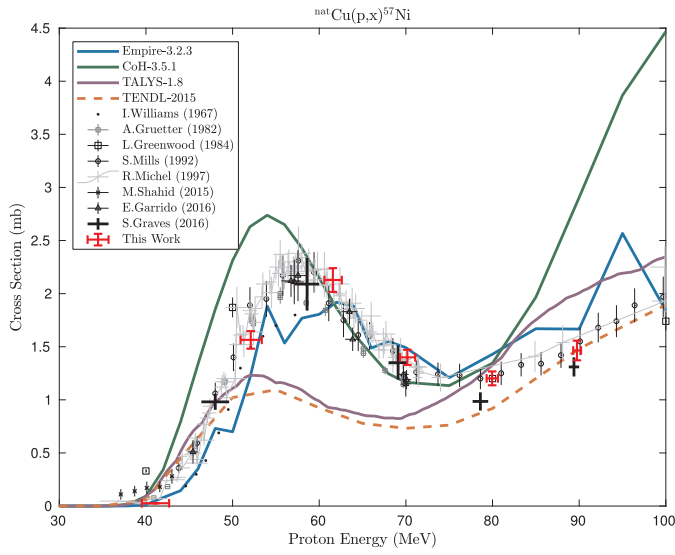 natCu(p,x)57Ni
Cross Section (mb)
4.5
4
3.5
3
2.5
2
1.5
1
0.5
0
Empire-3.2.3
CoH-3.5.1
TALYS-1.8
TENDL-2015
I.Williams (1967)
A.Gruetter (1982)
L.Greenwood (1984)
S.Mills (1992)
R.Michel (1997)
M.Shahid (2015)
E.Garrido (2016)
S.Graves (2016)
This Work
30 40 50 60 70 80 90 100
Proton Energy (MeV)